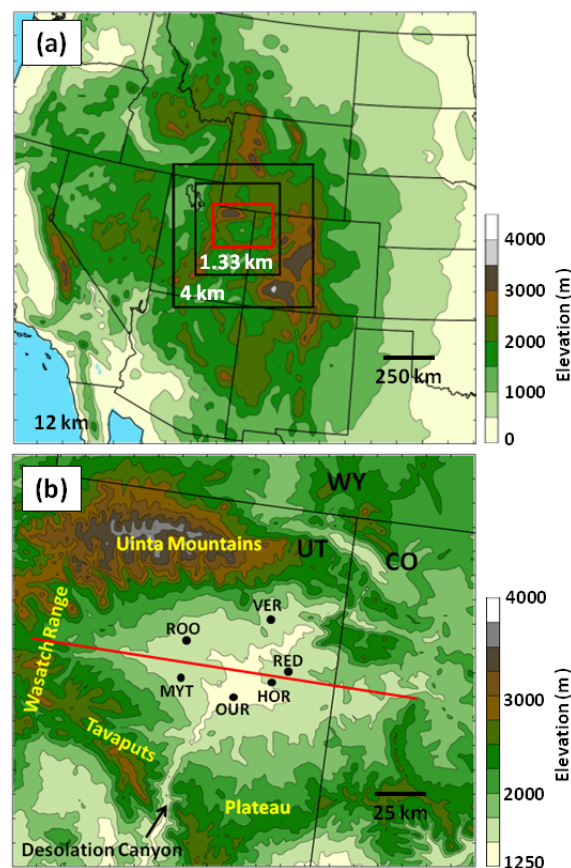 (a)
1.33 km
4 km
12 km
250 km
4000
3000
2000
1000
0
Elevation (m)
(b)
WY
Uinta Mountains
UT
CO
Wasatch Range
VER
ROO
RED
MYT
HOR
OUR
Tavaputs
Plateau
25 km
Desolation Canyon
4000
3000
2000
1250
Elevation (m)